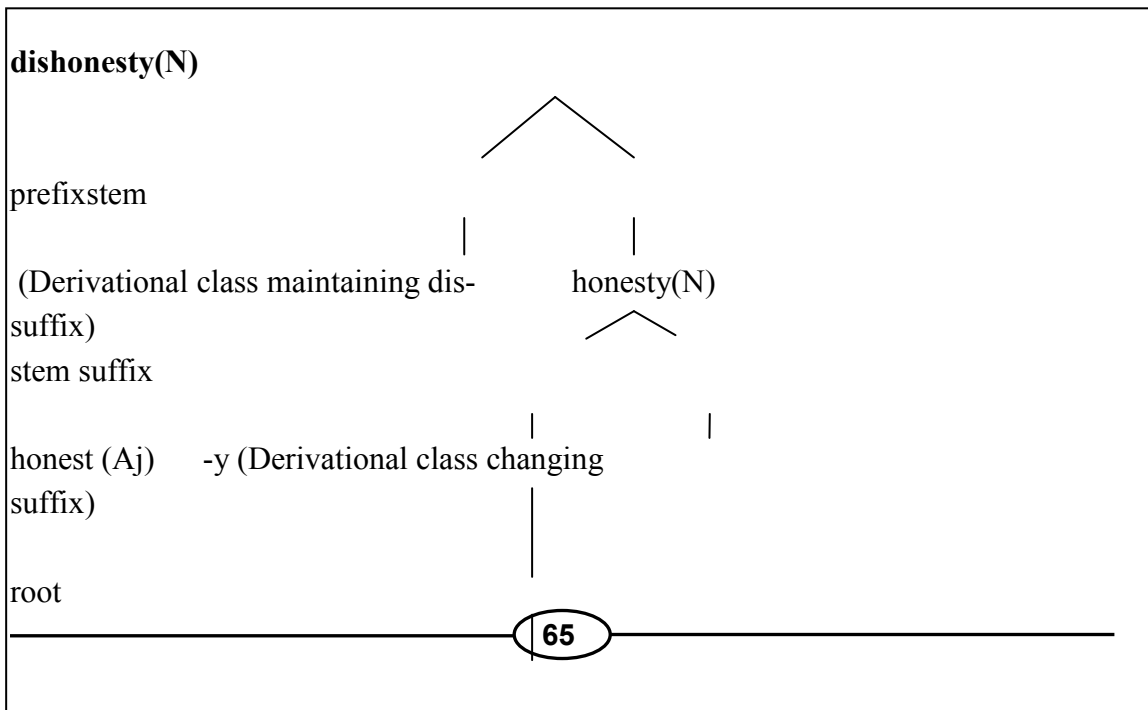 dishonesty(N)
prefixstem
(Derivational class maintaining dis- honesty(N)
suffix)
stem suffix
honest (Aj) -y (Derivational class changing
suffix)
root
65